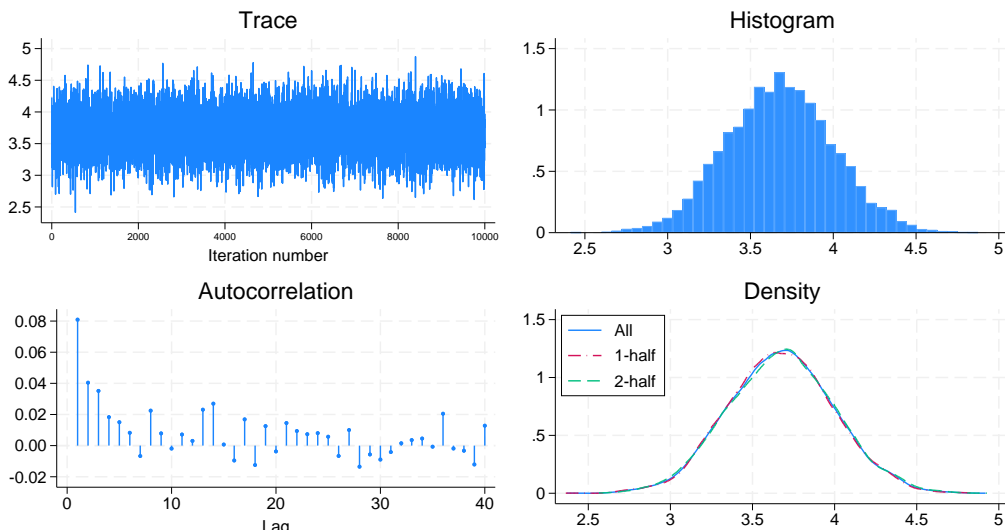 Trace
5
4.5
4
3.5
3
2.5
0 2000 4000 6000 8000 10000
Iteration number
Histogram
1.5
1
.5
0
2.5 3 3.5 4 4.5 5
Autocorrelation
0.08
0.06
0.04
0.02
0.00
-0.02
0 10 20 30 40
Lag
Density
1.5
1
.5
0
All
1-half
2-half
2.5 3 3.5 4 4.5 5